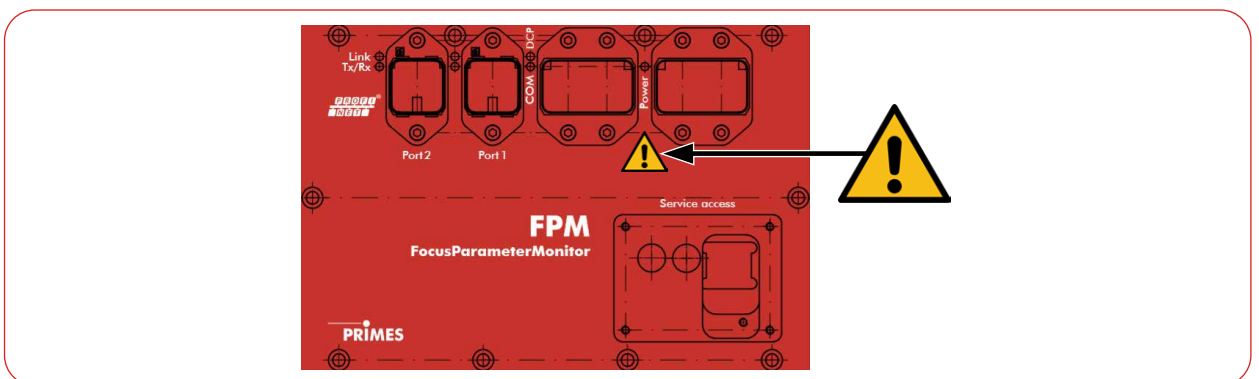 Link
Tx/Rx
COM DCP
Power
PROFI®
NET
Port 2 Port 1
Service access
FPM
FocusParameterMonitor
PRIMES